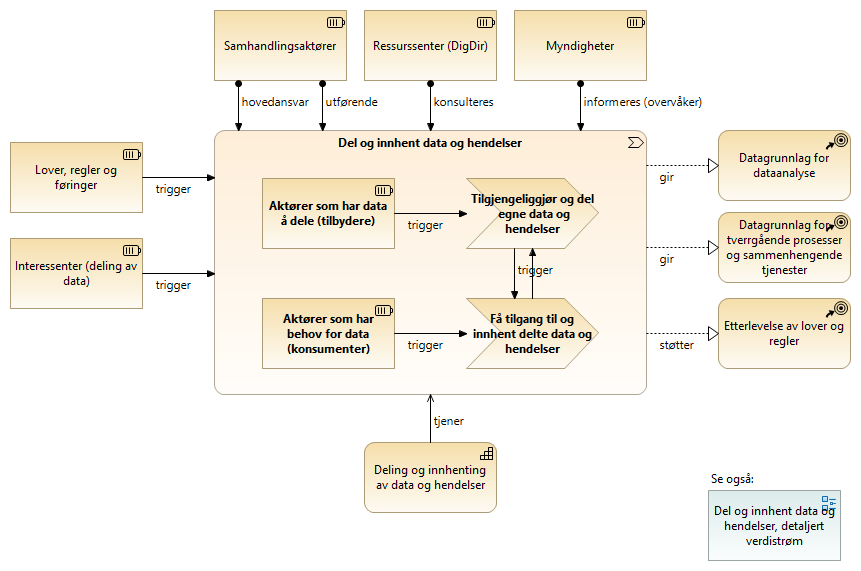 Samhandlingsaktører
Ressurssenter (DigDir)
Myndigheter
hovedansvar
utførende
konsulteres
informeres (overvåker)
Del og innhent data og hendelser
Lover, regler og
føringer
trigger
Interessenter (deling av
data)
trigger
Aktører som har data
å dele (tilbydere)
trigger
Tilgjengeliggjør og del
egne data og
hendelser
trigger
Aktører som har
behov for data
(konsumenter)
trigger
Få tilgang til og
innhent delte data og
hendelser
gir
Datagrunnlag for
dataanalyse
gir
Datagrunnlag for
tverrgående prosesser
og sammenhengende
tjenester
støtter
Etterlevelse av lover og
regler
tjener
Deling og innhenting
av data og hendelser
Se også:
Del og innhent data og
hendelser, detaljert
verdistrøm